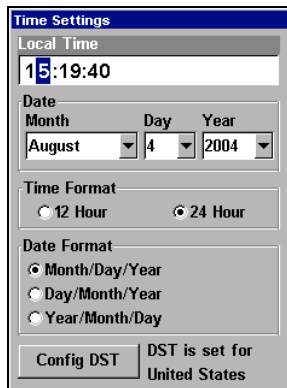 Time Settings
Local Time
15:19:40
Date
Month Day Year
August 4 2004
Time Format
12 Hour 24 Hour
Date Format
Month/Day/Year
Day/Month/Year
Year/Month/Day
Config DST DST is set for
United States